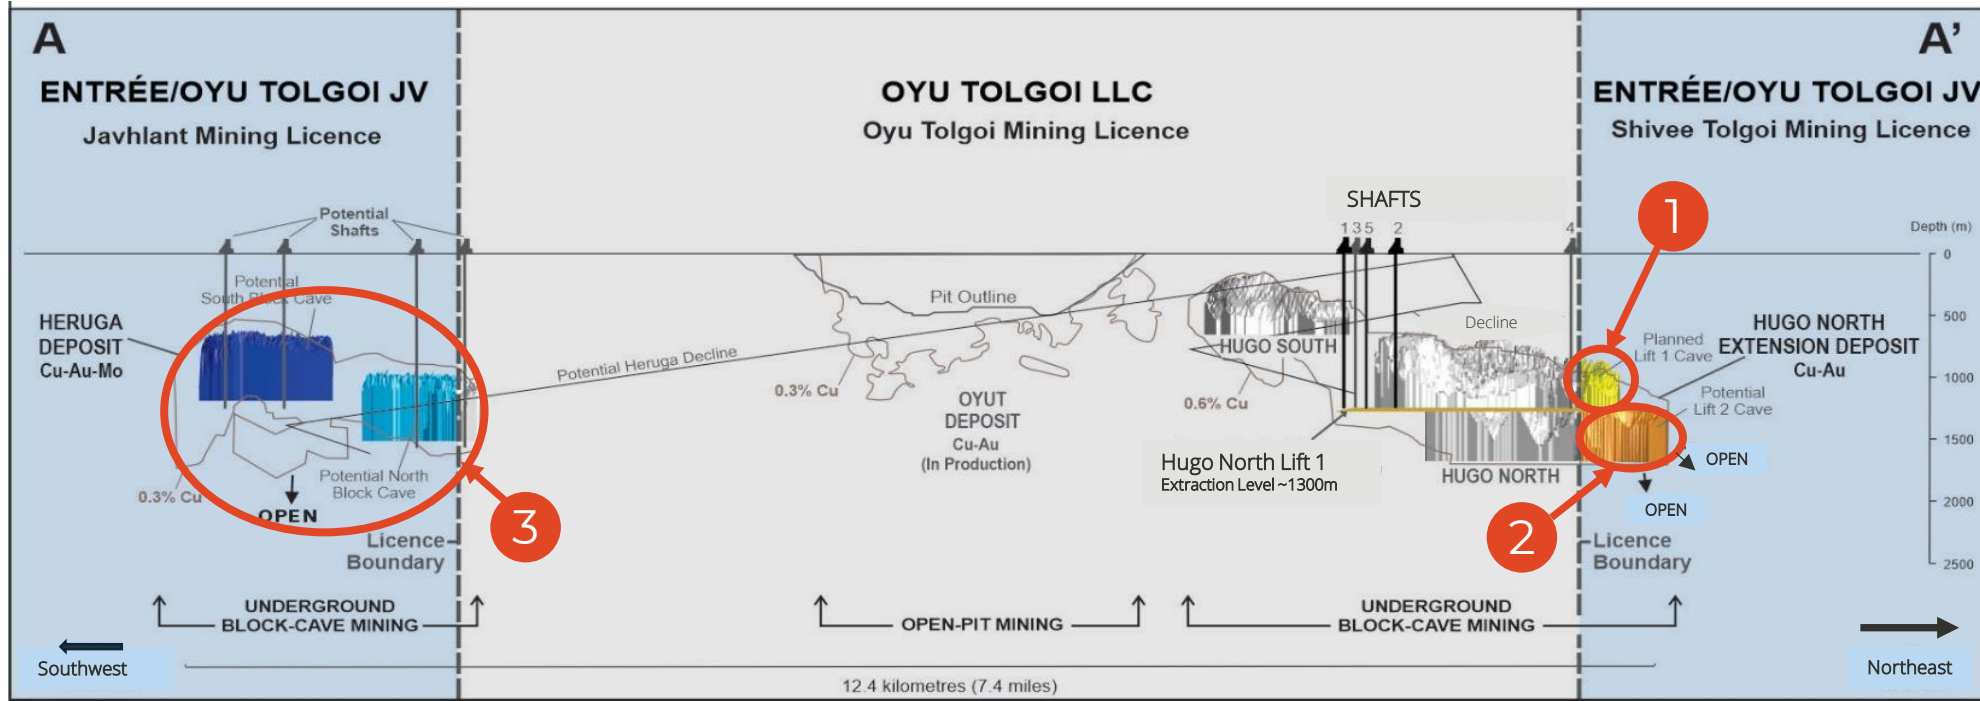 A
A’
ENTRÉE/OYU TOLGOI JV
Javhlant Mining Licence
OYU TOLGOI LLC
Oyu Tolgoi Mining Licence
ENTRÉE/OYU TOLGOI JV
Shivee Tolgoi Mining Licence
Potential
Shafts
SHAFTS
1 3 5 2 4
1
Depth (m)
0
500
1000
1500
2000
2500
Potential
South Block Cave
HERUGA
DEPOSIT
Cu-Au-Mo
Pit Outline
Potential Heruga Decline
0.3% Cu
OYUT
DEPOSIT
Cu-Au
(In Production)
HUGO SOUTH
0.6% Cu
Decline
Planned
Lift 1 Cave
HUGO NORTH
EXTENSION DEPOSIT
Cu-Au
Potential
Lift 2 Cave
Hugo North Lift 1
Extraction Level ~1300m
HUGO NORTH
OPEN
OPEN
Potential North
Block Cave
0.3% Cu
OPEN
3
2
Licence
Boundary
Licence
Boundary
UNDERGROUND
BLOCK-CAVE MINING
OPEN-PIT MINING
UNDERGROUND
BLOCK-CAVE MINING
Southwest
Northeast
12.4 kilometres (7.4 miles)